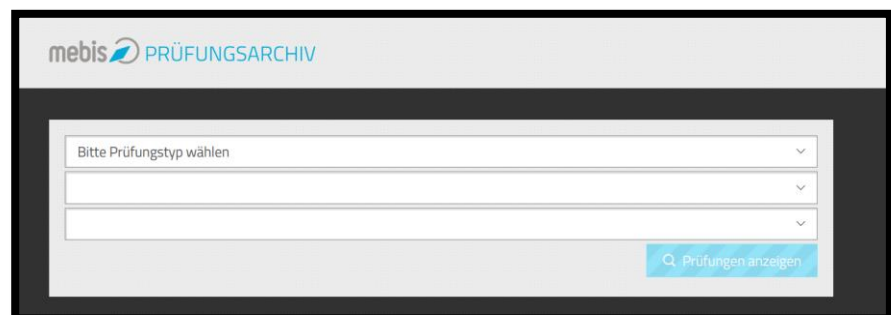 mebis PRÜFUNGSARCHIV
Bitte Prüfungstyp wählen
Prüfungen anzeigen